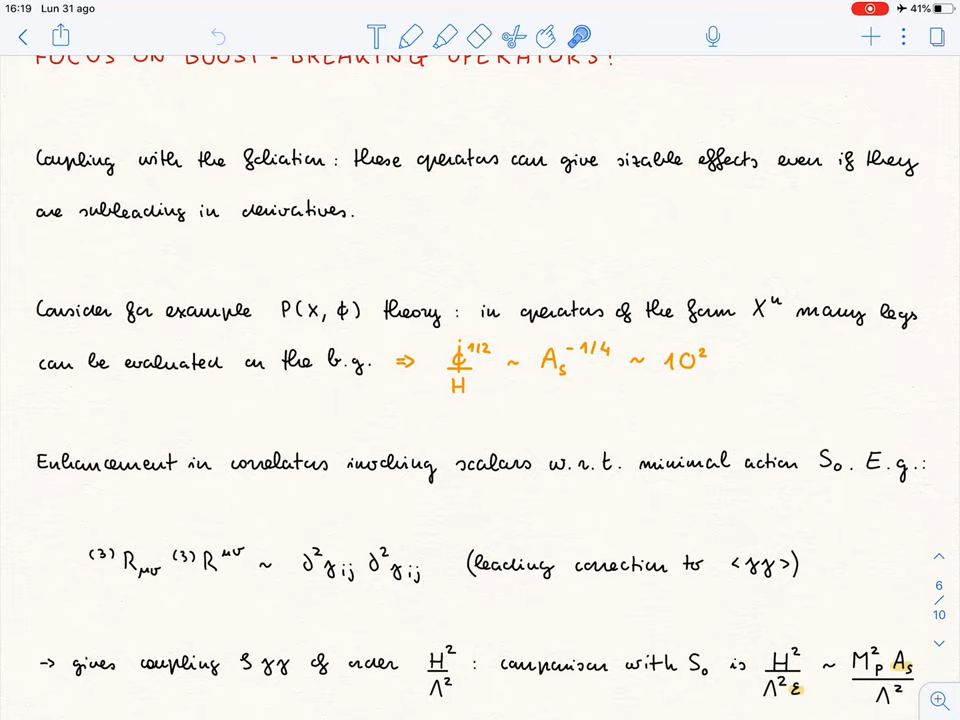 16:19 Lun 31 ago
41%
FOCUS ON BOOST-BREAKING OPERATORS!
Coupling with the foliation: these operators can give sizable effects even if they
are subleading in derivatives.
Consider for example P(X, ϕ) theory: in operators of the form Xⁿ many legs
can be evaluated on the b.g. ⇒ ϕ̇^1/2 / H ~ A_s^-1/4 ~ 10²
Enhancement in correlators involving scalars w.r.t. minimal action S₀. E.g.:
⁽³⁾R_μν ⁽³⁾R^μν ~ ∂²γ_ij ∂²γ_ij (leading correction to <γγ>)
→ gives coupling ζγγ of order H²/Λ² : comparison with S₀ is H²/Λ²ε ~ M_P² A_s/Λ²
6
/
10